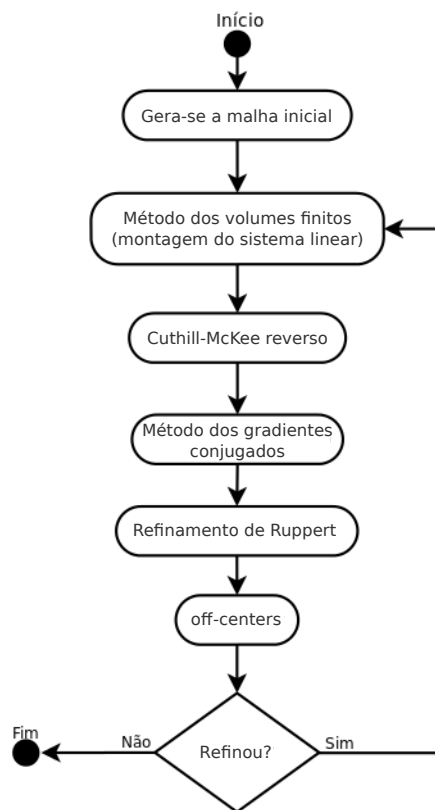 Início
Gera-se a malha inicial
Método dos volumes finitos
(montagem do sistema linear)
Cuthill-McKee reverso
Método dos gradientes
conjugados
Refinamento de Ruppert
off-centers
Fim
Não
Refinou?
Sim